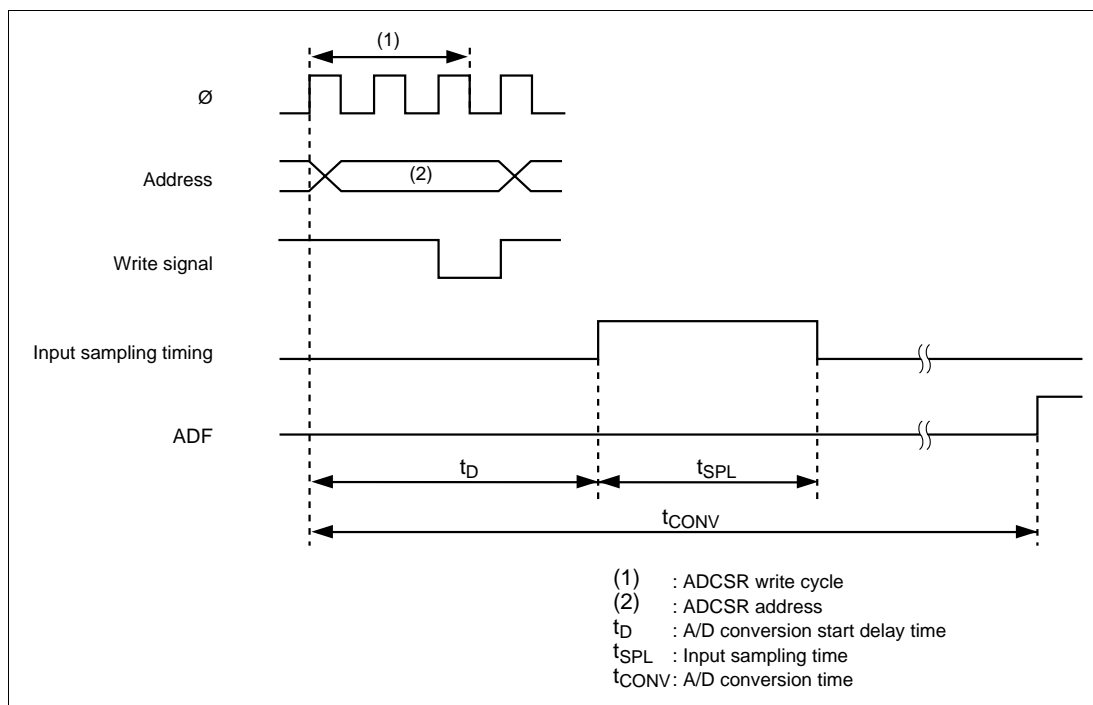 (1)
Ø
Address
(2)
Write signal
Input sampling timing
ADF
tD
tSPL
tCONV
(1) : ADCSR write cycle
(2) : ADCSR address
tD : A/D conversion start delay time
tSPL : Input sampling time
tCONV: A/D conversion time